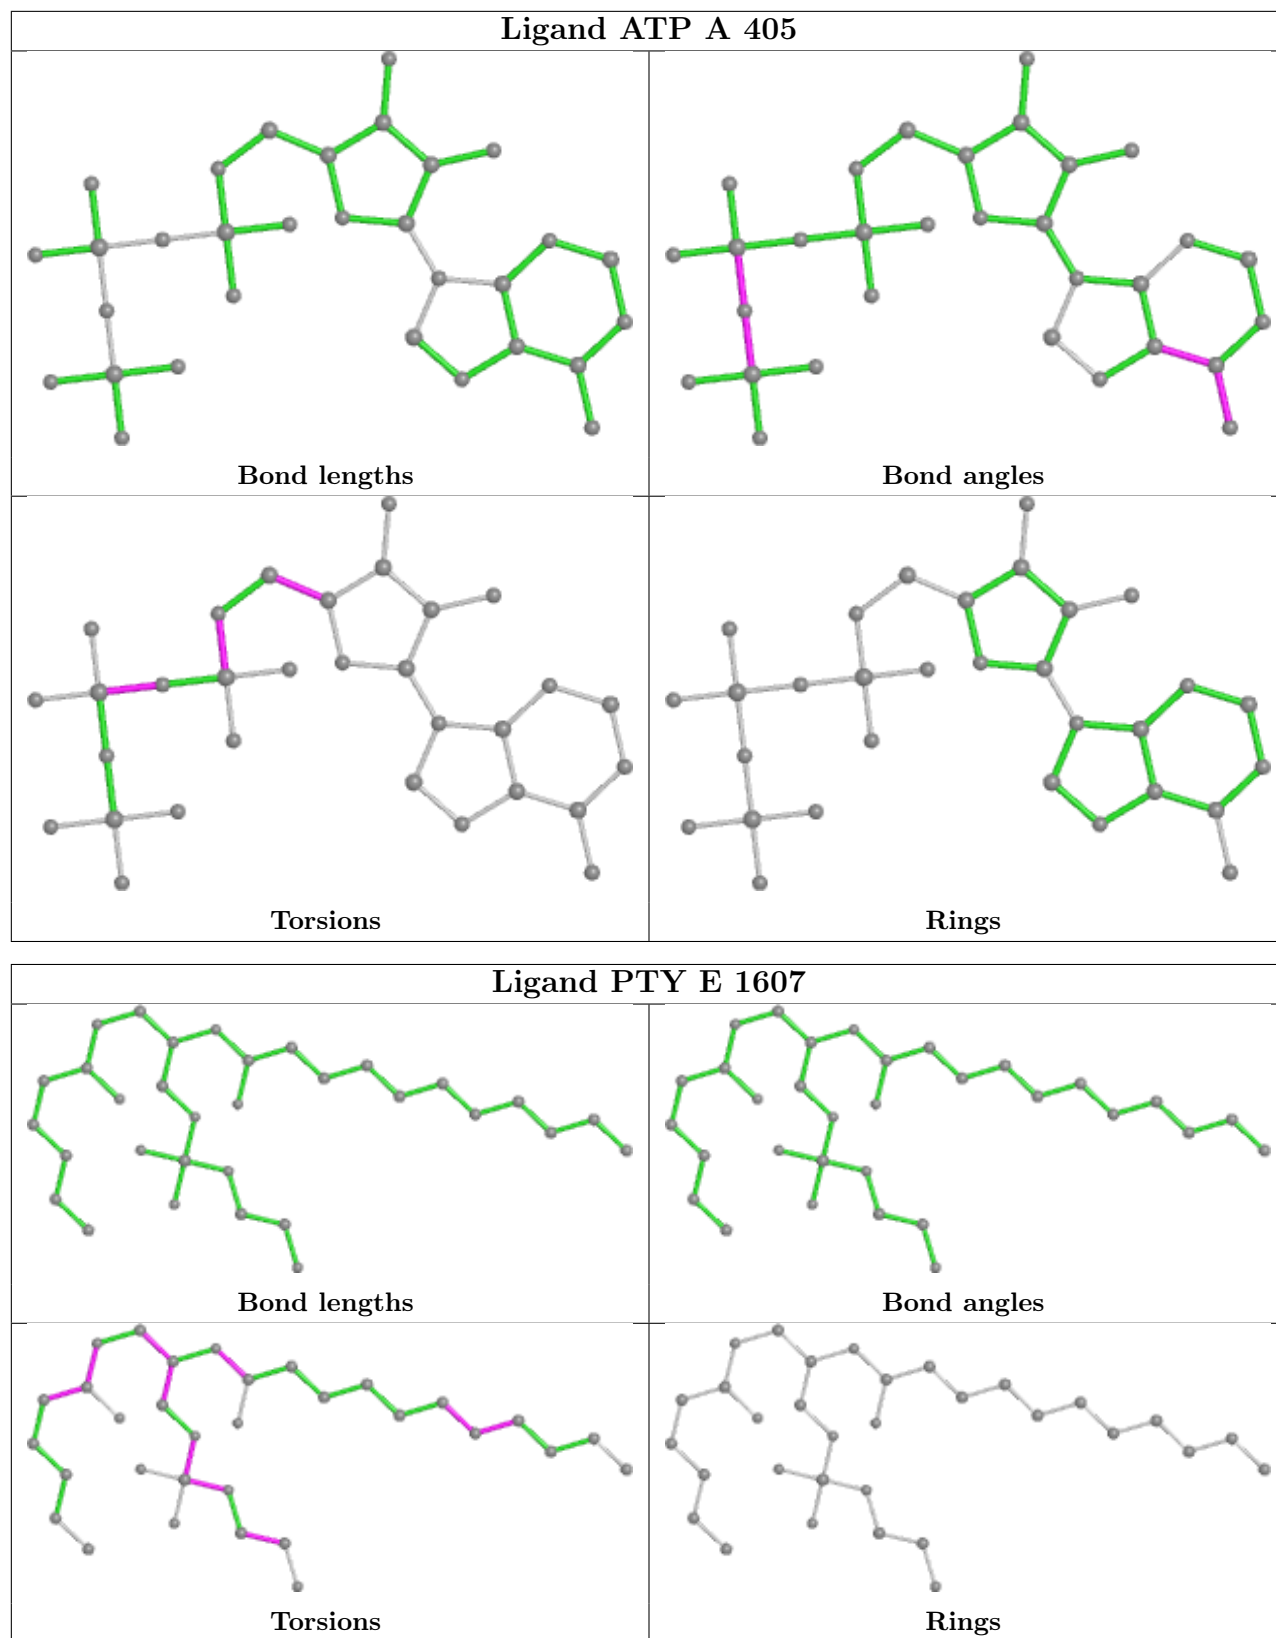 Ligand ATP A 405
Bond lengths
Bond angles
Torsions
Rings
Ligand PTY E 1607
Bond lengths
Bond angles
Torsions
Rings